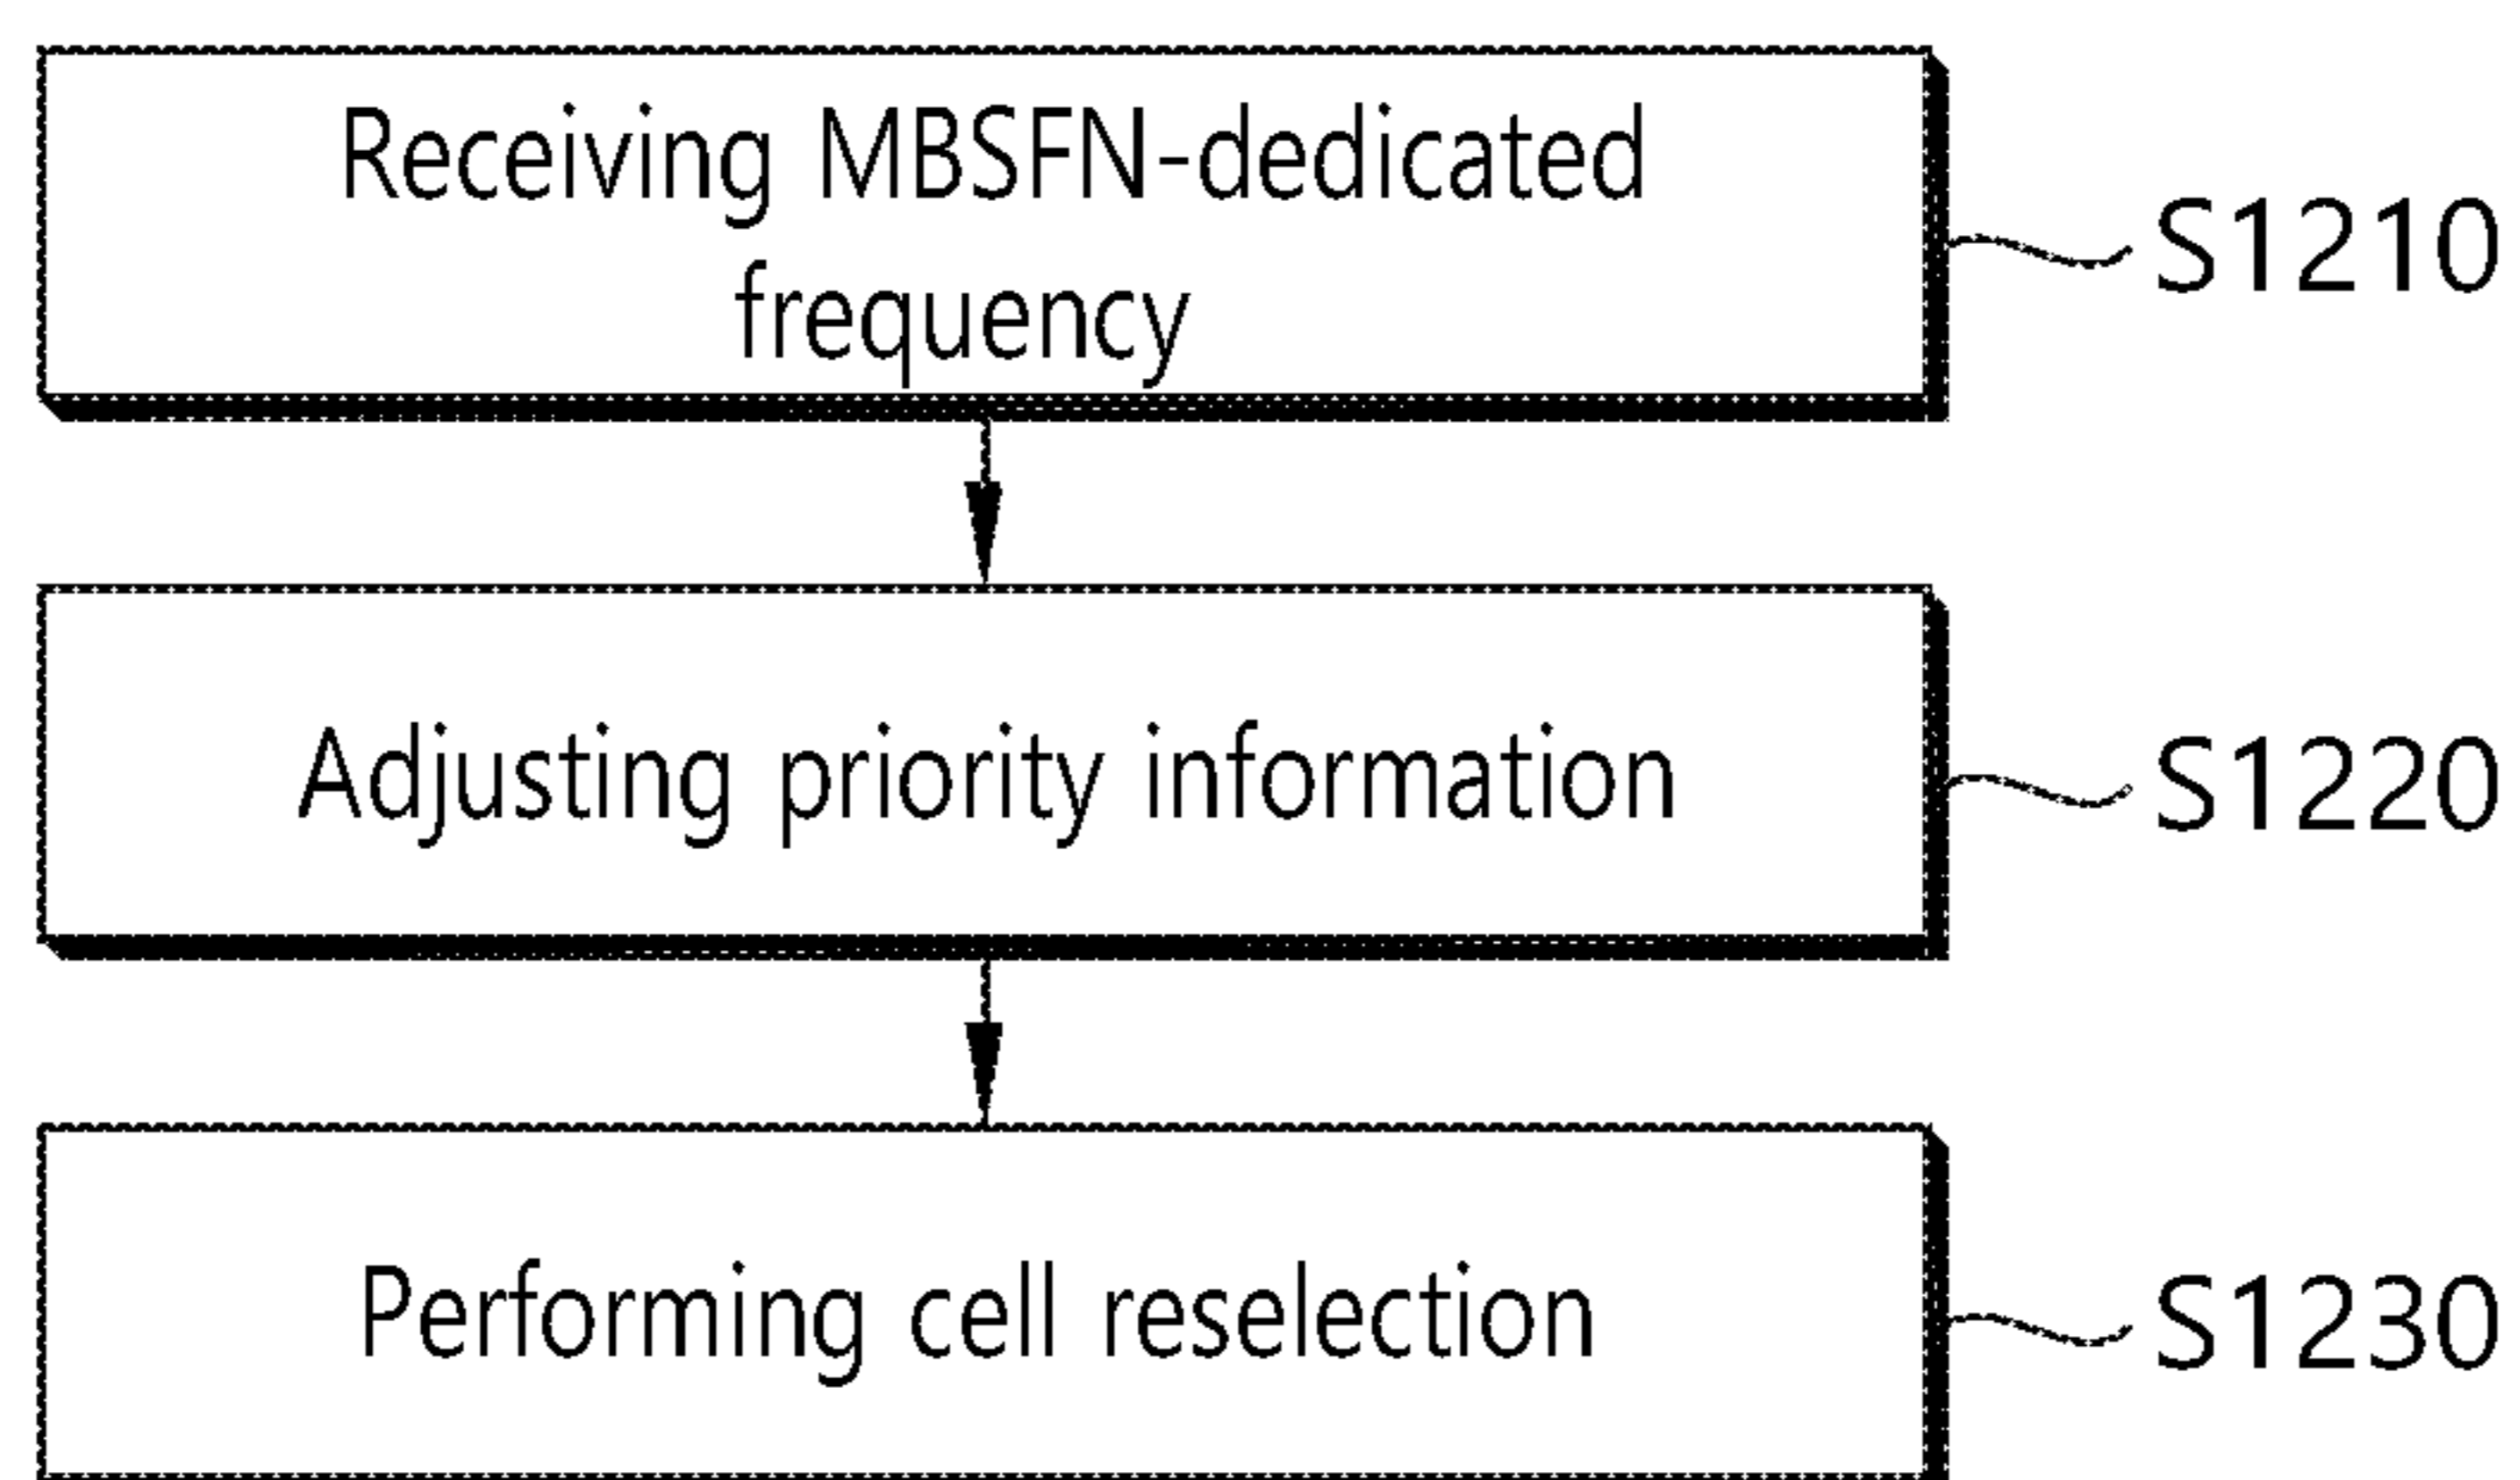 Receiving MBSFN-dedicated
frequency
S1210
Adjusting priority information
S1220
Performing cell reselection
S1230